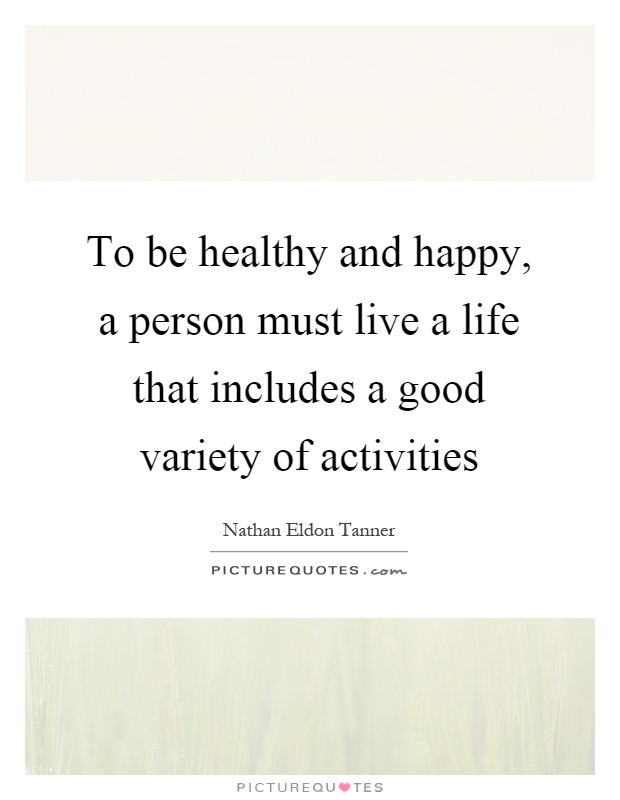 To be healthy and happy,
a person must live a life
that includes a good
variety of activities
Nathan Eldon Tanner
PICTUREQUOTES.com
PICTUREQUOTES